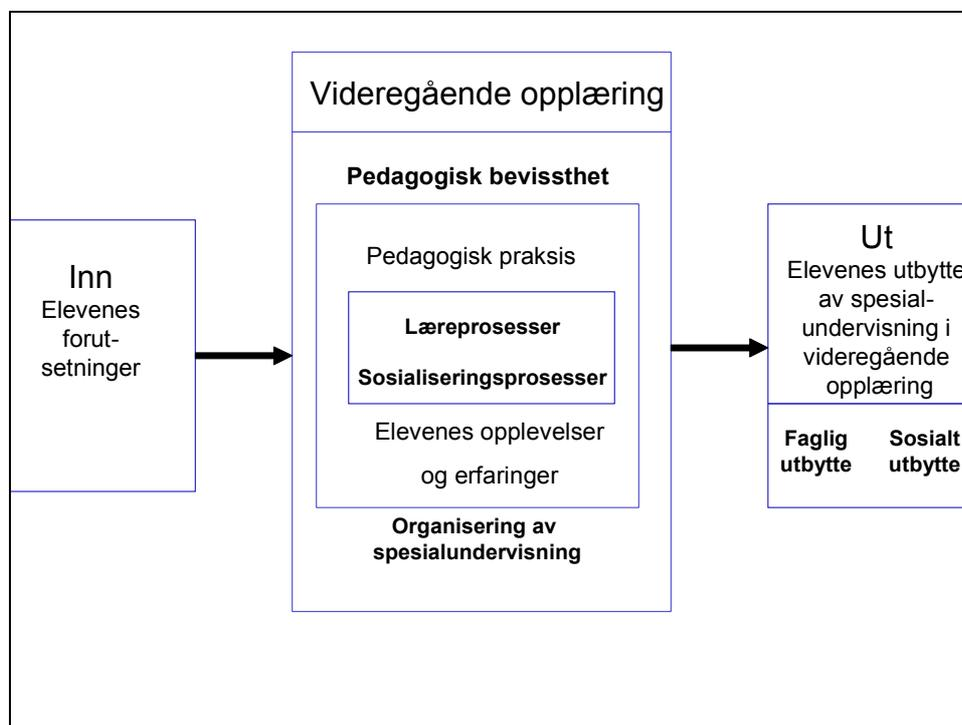 Inn
Elevenes
forut-
setninger
Videregående opplæring
Pedagogisk bevissthet
Pedagogisk praksis
Læreprosesser
Sosialiseringsprosesser
Elevenes opplevelser
og erfaringer
Organisering av
spesialundervisning
Ut
Elevenes utbytte
av spesial-
undervisning i
videregående
opplæring
Faglig utbytte
Sosialt utbytte